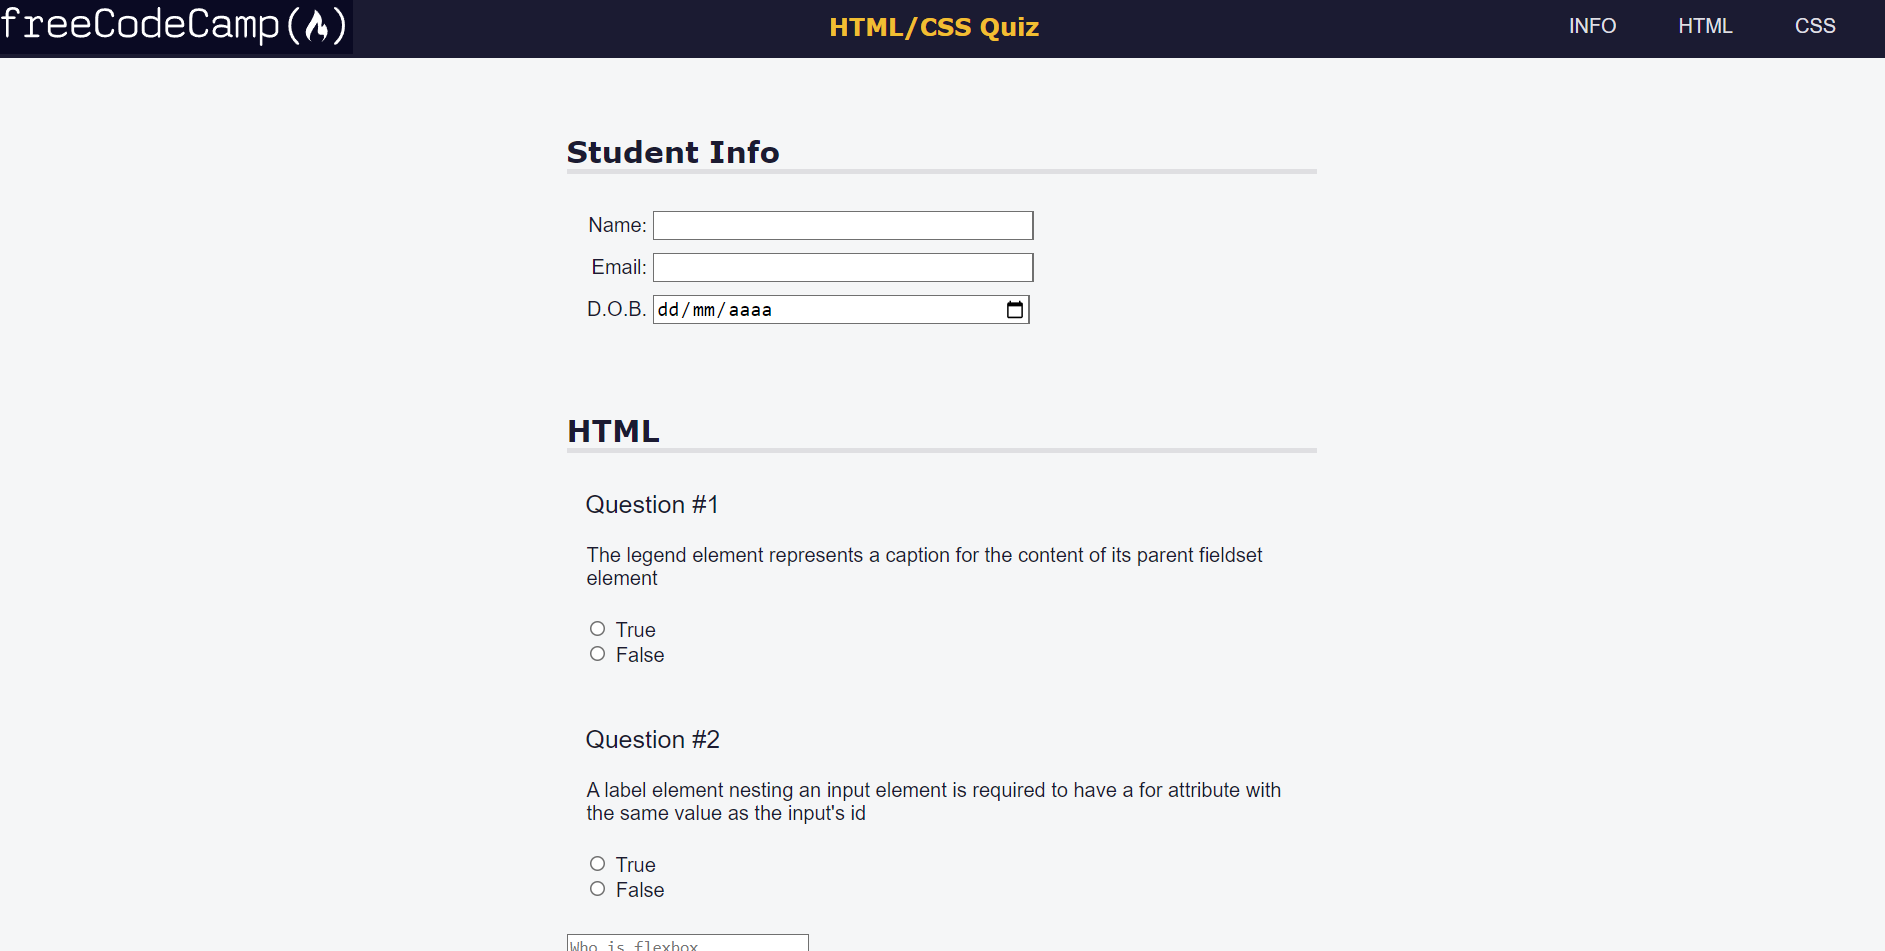 freeCodeCamp(🔥)
HTML/CSS Quiz
INFO
HTML
CSS
Student Info
Name:
Email:
D.O.B.
dd/mm/aaaa
HTML
Question #1
The legend element represents a caption for the content of its parent fieldset
element
True
False
Question #2
A label element nesting an input element is required to have a for attribute with
the same value as the input's id
True
False
Who is flexbox